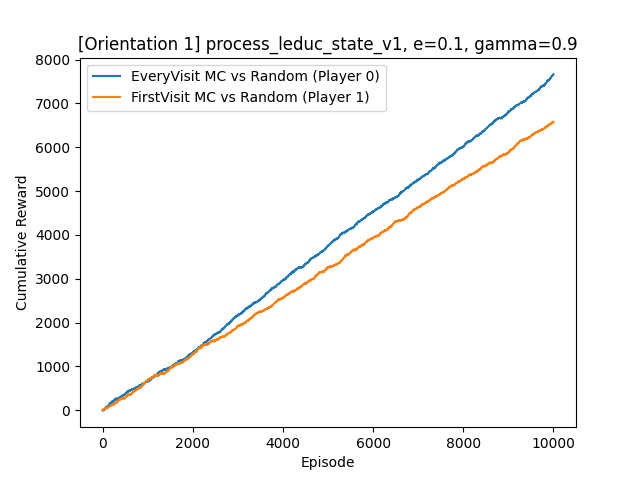 [Orientation 1] process_leduc_state_v1, e=0.1, gamma=0.9
EveryVisit MC vs Random (Player 0)
FirstVisit MC vs Random (Player 1)
Cumulative Reward
8000
7000
6000
5000
4000
3000
2000
1000
0
0 2000 4000 6000 8000 10000
Episode